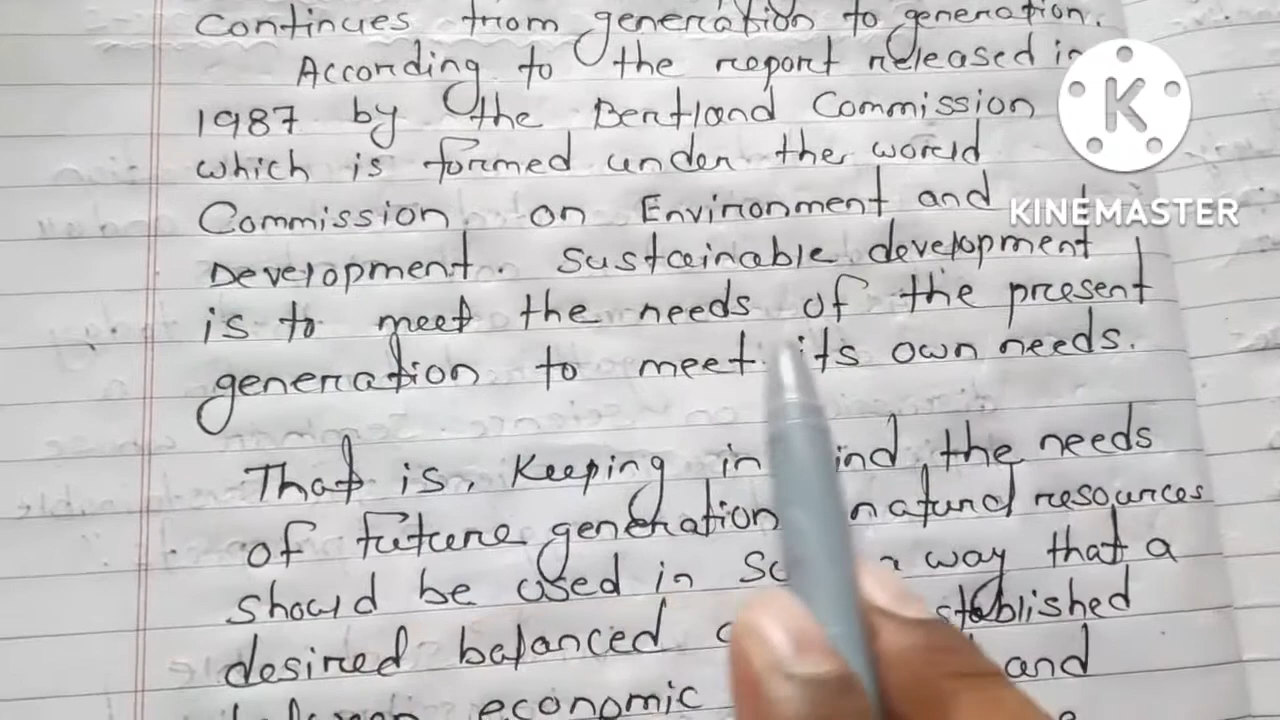 Continues from generation to generation.
According to the report released in
1987 by the Bentland Commission
which is formed under the world
Commission on Environment and
Development. Sustainable development
is to meet the needs of the present
generation to meet its own needs.
That is, Keeping in ind, the needs
of future generation natural resources
should be used in way that a
desired balanced stablished
economic and
K
KINEMASTER